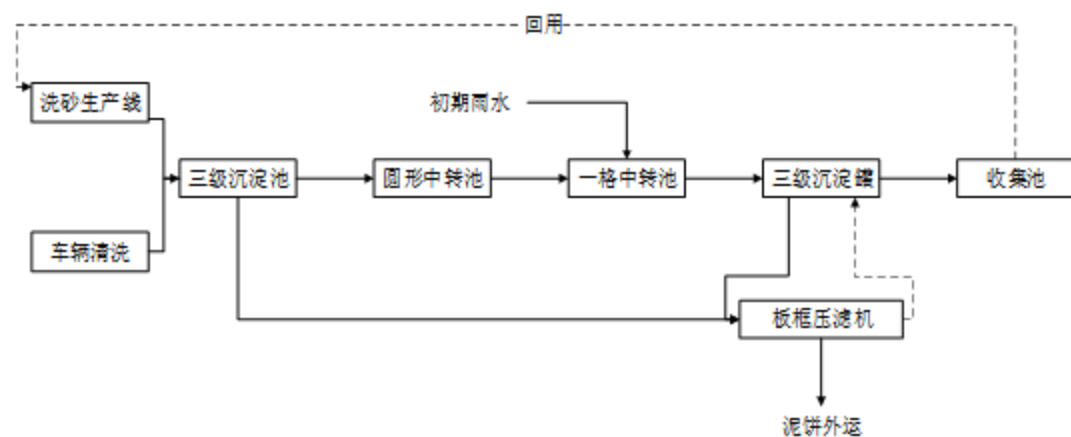 回用
洗砂生产线
初期雨水
三级沉淀池
圆形中转池
一格中转池
三级沉淀罐
收集池
车辆清洗
板框压滤机
泥饼外运